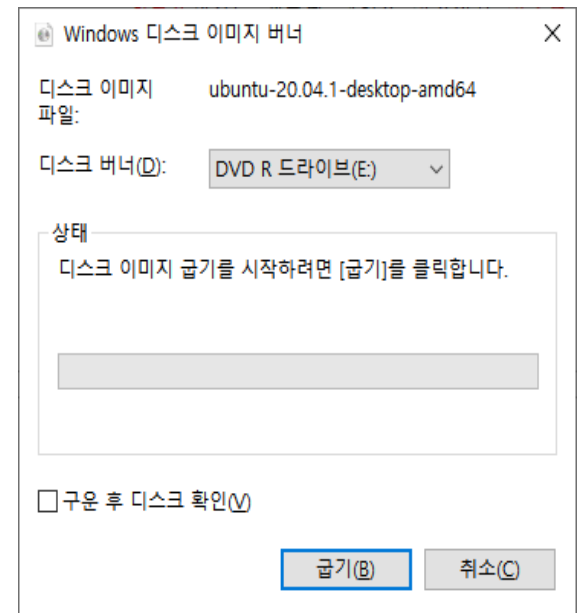 Windows 디스크 이미지 버너
디스크 이미지 파일: ubuntu-20.04.1-desktop-amd64
디스크 버너(D): DVD R 드라이브(E:)
상태
디스크 이미지 굽기를 시작하려면 [굽기]를 클릭합니다.
구운 후 디스크 확인(V)
굽기(B) 취소(C)